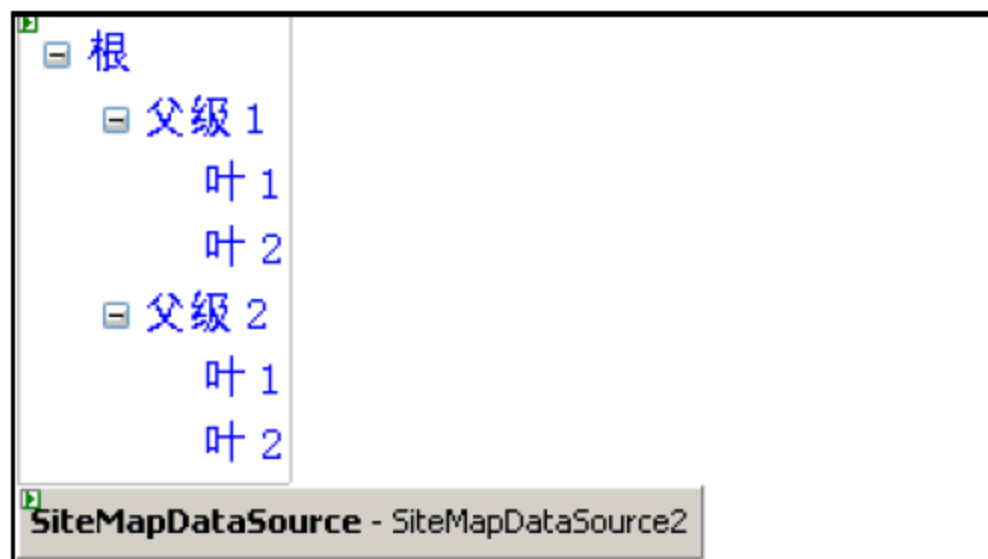 根
父级 1
叶 1
叶 2
父级 2
叶 1
叶 2
SiteMapDataSource - SiteMapDataSource2